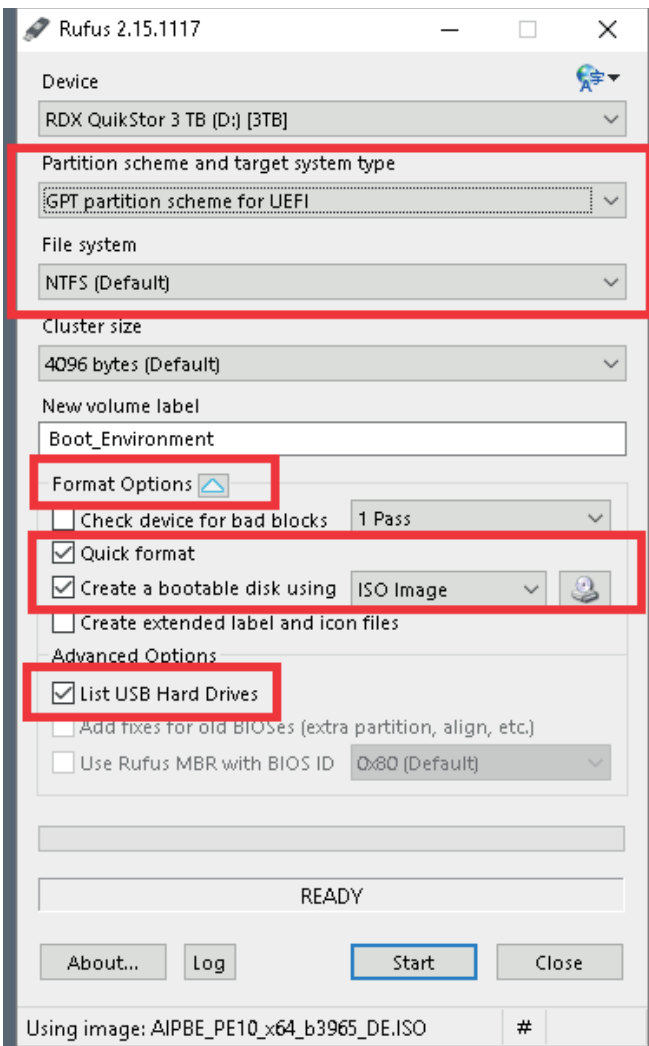 Rufus 2.15.1117
Device
RDX QuikStor 3 TB (D:) [3TB]
Partition scheme and target system type
GPT partition scheme for UEFI
File system
NTFS (Default)
Cluster size
4096 bytes (Default)
New volume label
Boot_Environment
Format Options
Check device for bad blocks 1 Pass
Quick format
Create a bootable disk using ISO Image
Create extended label and icon files
Advanced Options
List USB Hard Drives
Add fixes for old BIOSes (extra partition, align, etc.)
Use Rufus MBR with BIOS ID 0x80 (Default)
READY
About... Log Start Close
Using image: AIPBE_PE10_x64_b3965_DE.ISO #